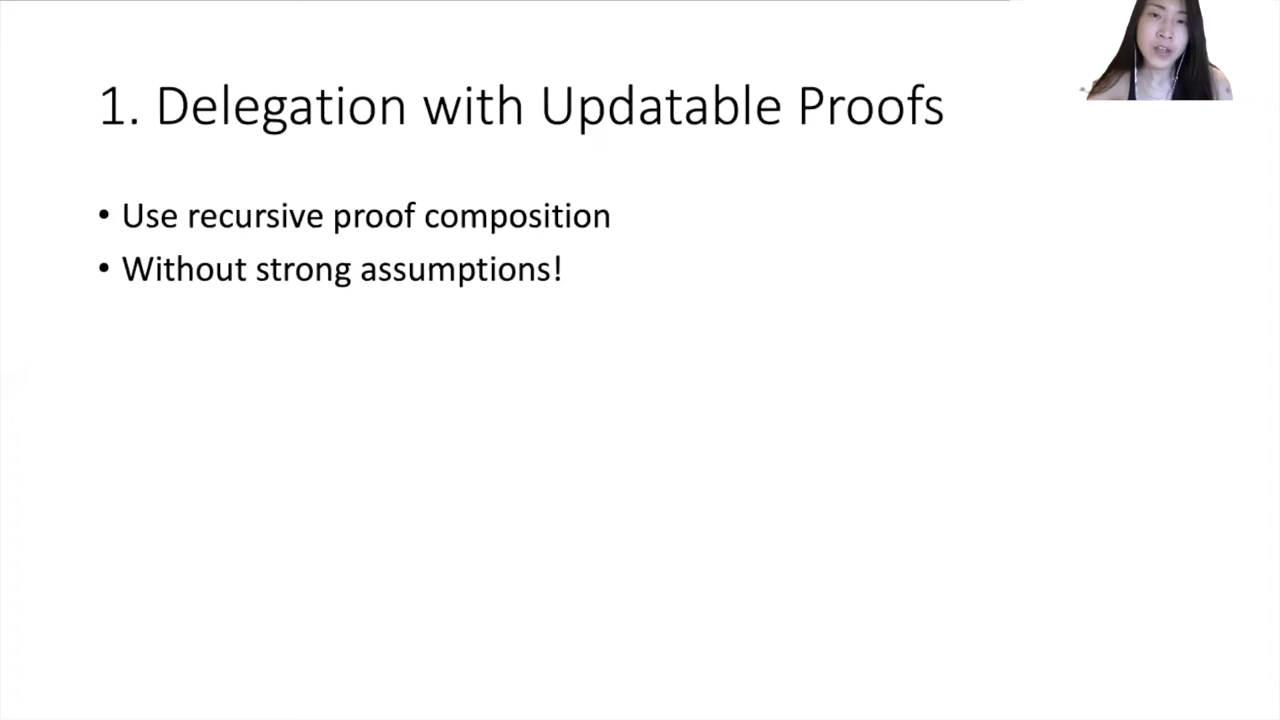 1. Delegation with Updatable Proofs
• Use recursive proof composition
• Without strong assumptions!